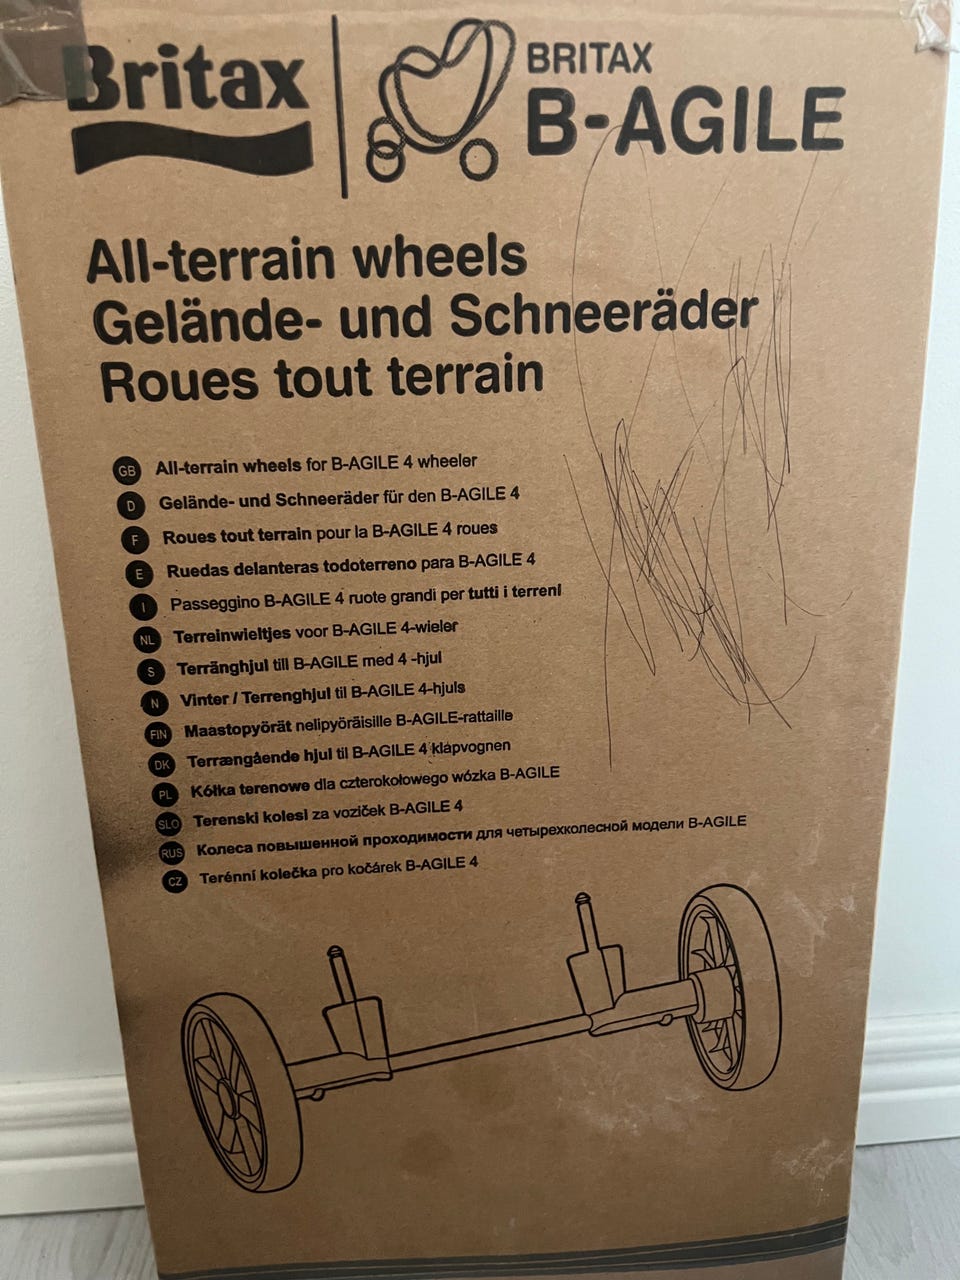 Britax
BRITAX
B-AGILE
All-terrain wheels
Gelände- und Schneeräder
Roues tout terrain
GB All-terrain wheels for B-AGILE 4 wheeler
D Gelände- und Schneeräder für den B-AGILE 4
F Roues tout terrain pour la B-AGILE 4 roues
E Ruedas delanteras todoterreno para B-AGILE 4
I Passeggino B-AGILE 4 ruote grandi per tutti i terreni
NL Terreinwieltjes voor B-AGILE 4-wieler
S Terränghjul till B-AGILE med 4 -hjul
N Vinter / Terrenghjul til B-AGILE 4-hjuls
FIN Maastopyörät nelipyöräisille B-AGILE-rattaille
DK Terrængående hjul til B-AGILE 4 klapvognen
PL Kółka terenowe dla czterokołowego wózka B-AGILE
SLO Terenski kolesi za voziček B-AGILE 4
RUS Колеса повышенной проходимости для четырехколесной модели B-AGILE
CZ Terénní kolečka pro kočárek B-AGILE 4